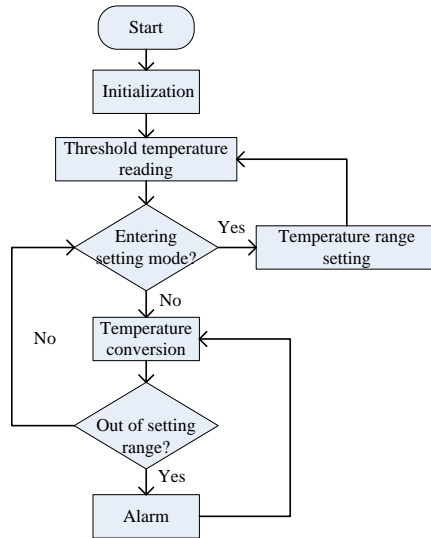 Start
Initialization
Threshold temperature
reading
Entering
setting mode?
Yes
Temperature range
setting
No
Temperature
conversion
No
Out of setting
range?
Yes
Alarm